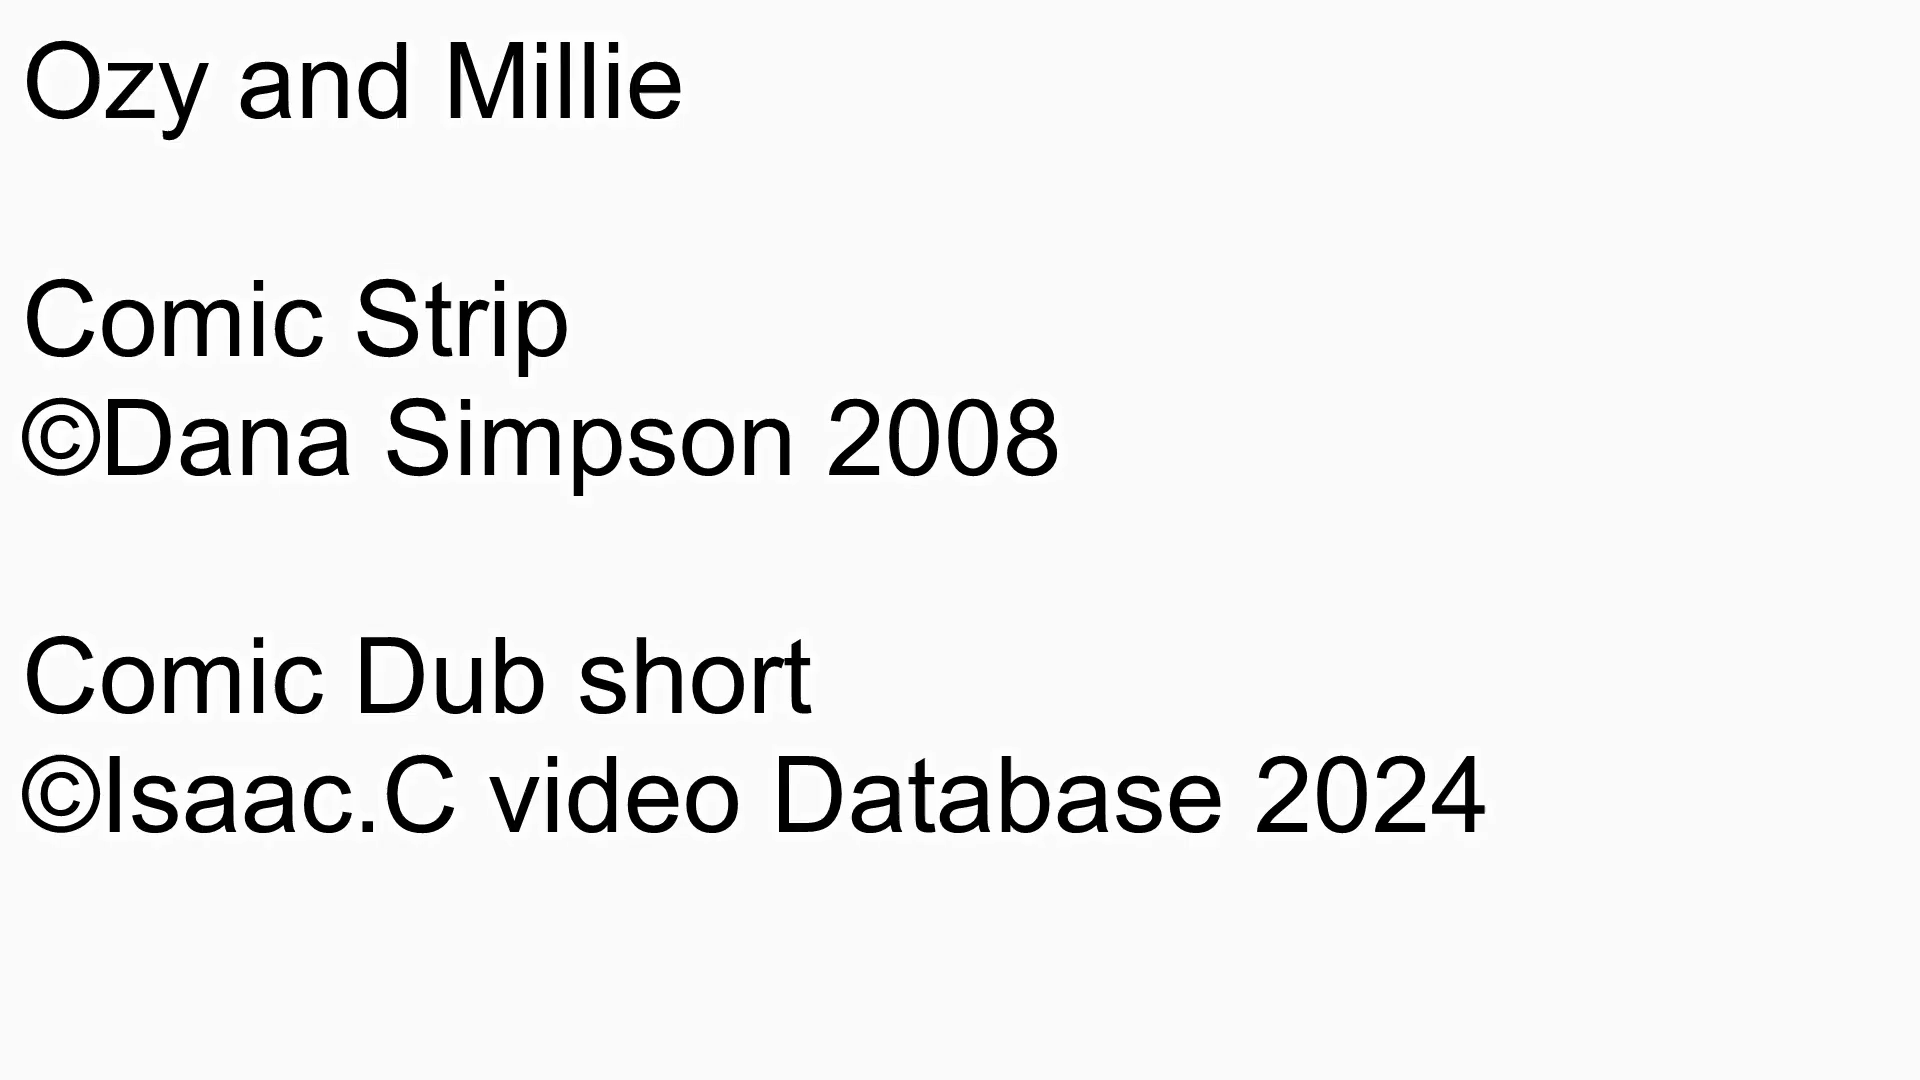 Ozy and Millie
Comic Strip
©Dana Simpson 2008
Comic Dub short
©Isaac.C video Database 2024